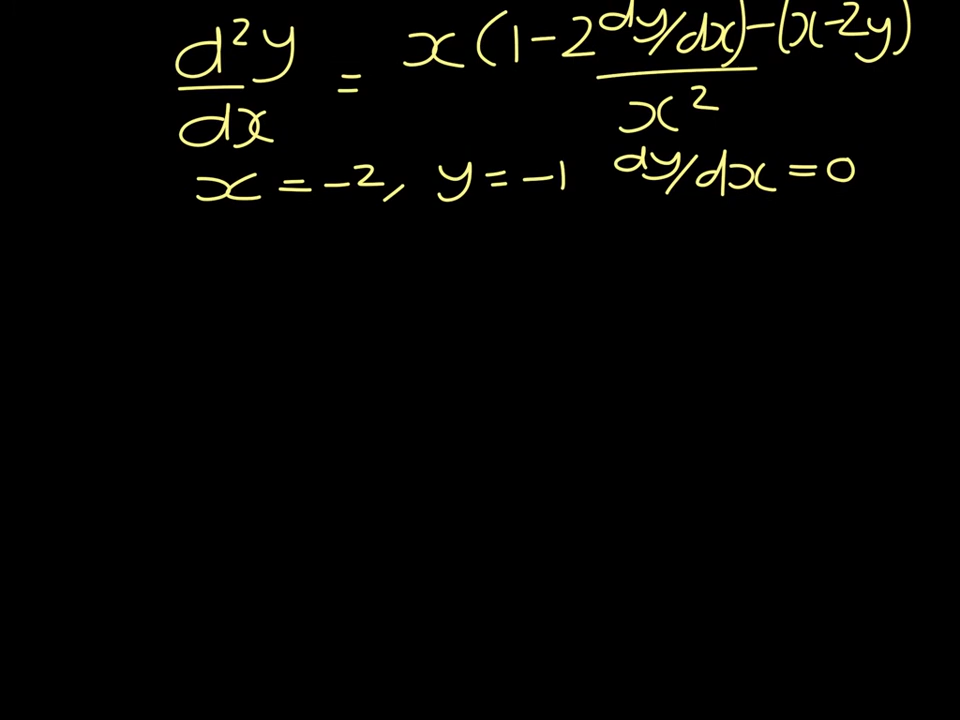 d²y/dx = x(1-2dy/dx)-(x-2y)/x²
x = -2, y = -1 dy/dx = 0